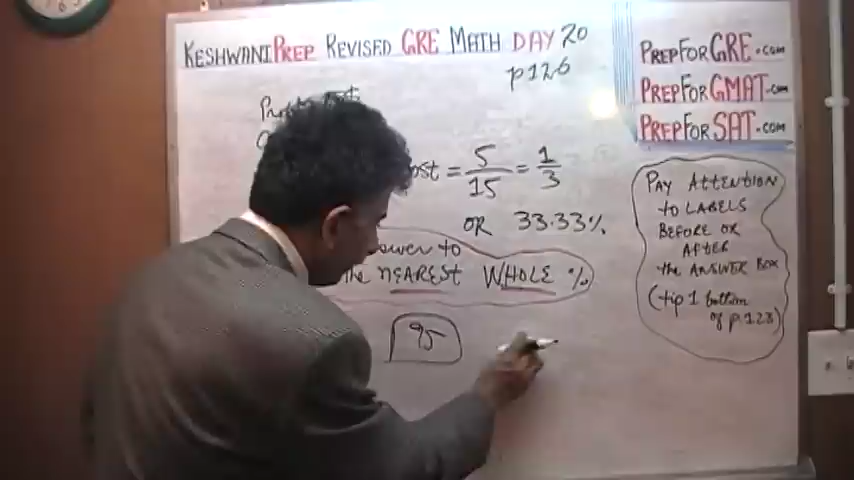 KESHWANIPREP REVISED GRE MATH DAY 20
p126
PREPFORGRE.com
PREPFORGMAT.com
PREPFORSAT.com
ost = 5/15 = 1/3
OR 33.33%
to
the NEAREST WHOLE %
95
PAY ATTENTION
to LABELS
BEFORE OR
AFTER
the ANSWER BOX
(tip 1 bottom
of p.123)